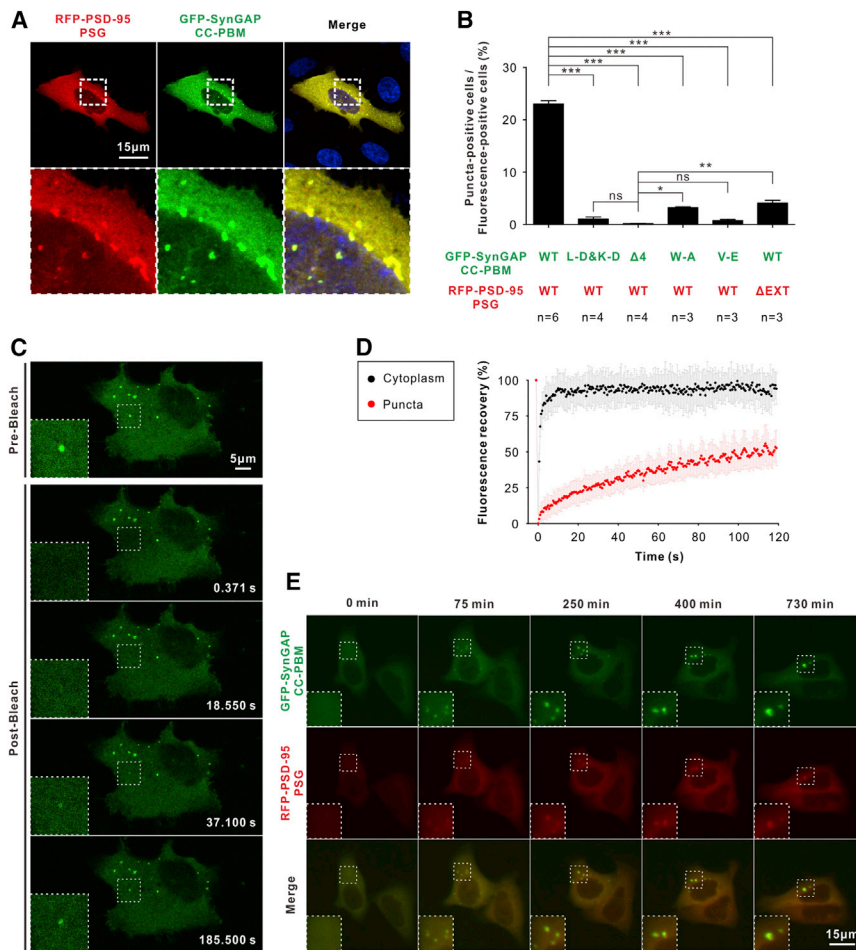 A
RFP-PSD-95
PSG
GFP-SynGAP
CC-PBM
Merge
15μm
B
Puncta-positive cells /
Fluorescence-positive cells (%)
30
20
10
0
***
***
***
***
***
ns
*
ns
**
GFP-SynGAP
CC-PBM
WT L-D&K-D Δ4 W-A V-E WT
RFP-PSD-95
PSG
WT WT WT WT WT ΔEXT
n=6 n=4 n=4 n=3 n=3 n=3
C
Pre-Bleach
5μm
Post-Bleach
0.371 s
18.550 s
37.100 s
185.500 s
D
Cytoplasm
Puncta
Fluorescence recovery (%)
100
75
50
25
0
0 20 40 60 80 100 120
Time (s)
E
0 min 75 min 250 min 400 min 730 min
GFP-SynGAP
CC-PBM
RFP-PSD-95
PSG
Merge
15μm